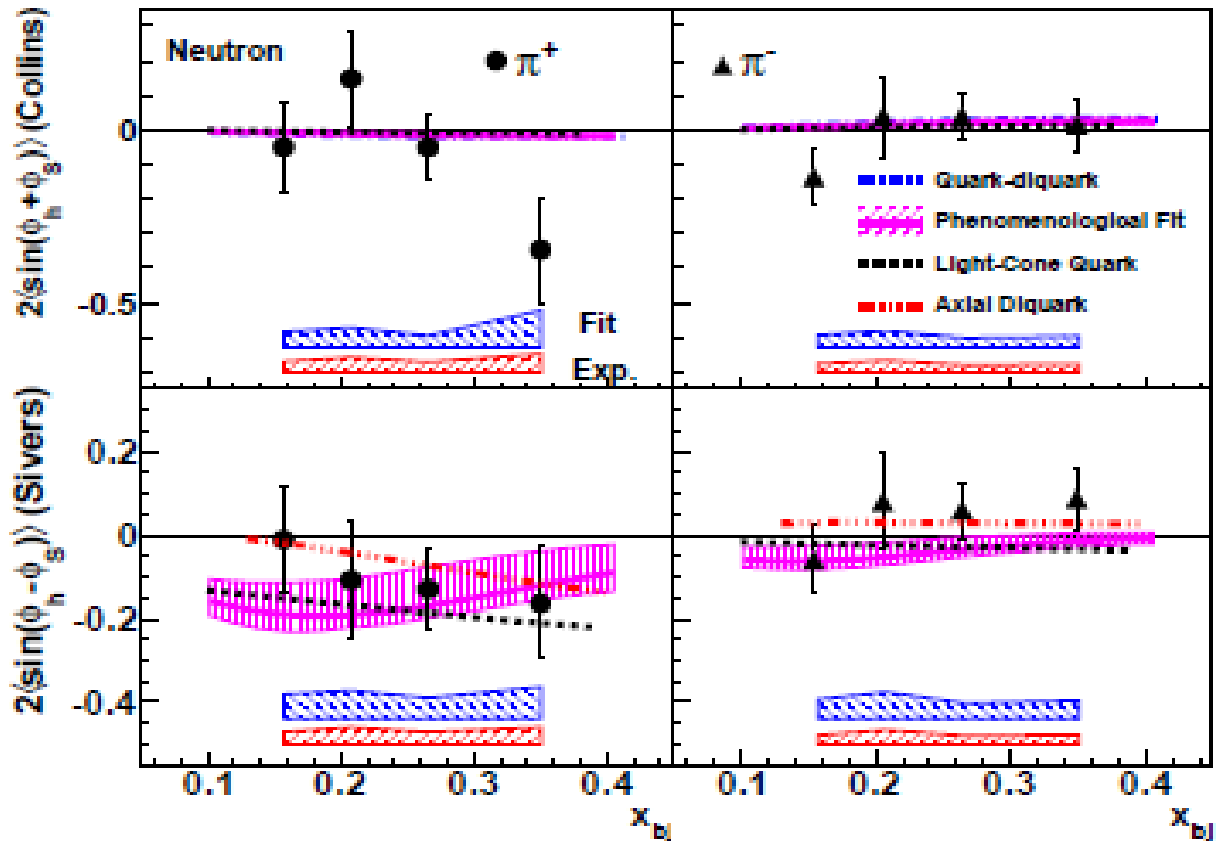 Neutron
π+
π-
2⟨sin(ϕh+ϕS)⟩ (Collins)
0
-0.5
Quark-diquark
Phenomenological Fit
Light-Cone Quark
Axial Diquark
Fit
Exp.
2⟨sin(ϕh-ϕS)⟩ (Sivers)
0.2
0
-0.2
-0.4
0.1 0.2 0.3 0.4
0.1 0.2 0.3 0.4
xbj
xbj